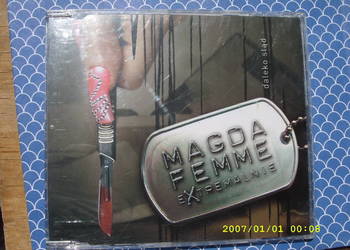 daleko stąd
MAGDA
FEMME
EXTREMALNIE
2007/01/01 00:08